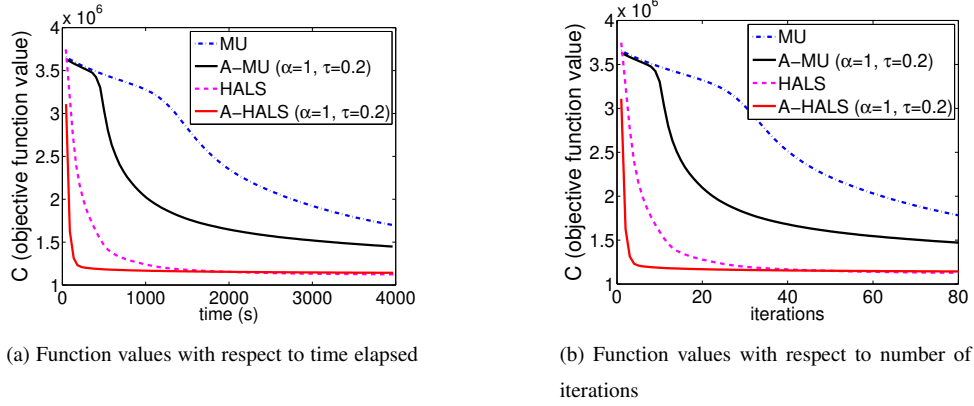 x 10^6
4
3.5
3
2.5
2
1.5
1
C (objective function value)
MU
A-MU (α=1, τ=0.2)
HALS
A-HALS (α=1, τ=0.2)
0 1000 2000 3000 4000
time (s)
(a) Function values with respect to time elapsed
x 10^6
4
3.5
3
2.5
2
1.5
1
C (objective function value)
MU
A-MU (α=1, τ=0.2)
HALS
A-HALS (α=1, τ=0.2)
0 20 40 60 80
iterations
(b) Function values with respect to number of
iterations